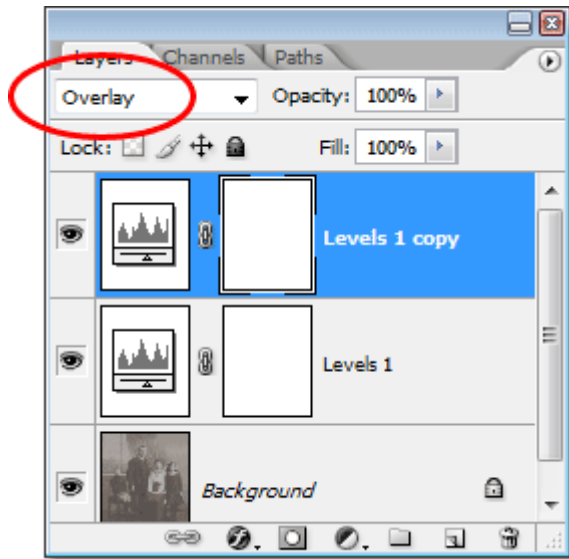 Layers Channels Paths
Overlay Opacity: 100%
Lock: Fill: 100%
Levels 1 copy
Levels 1
Background